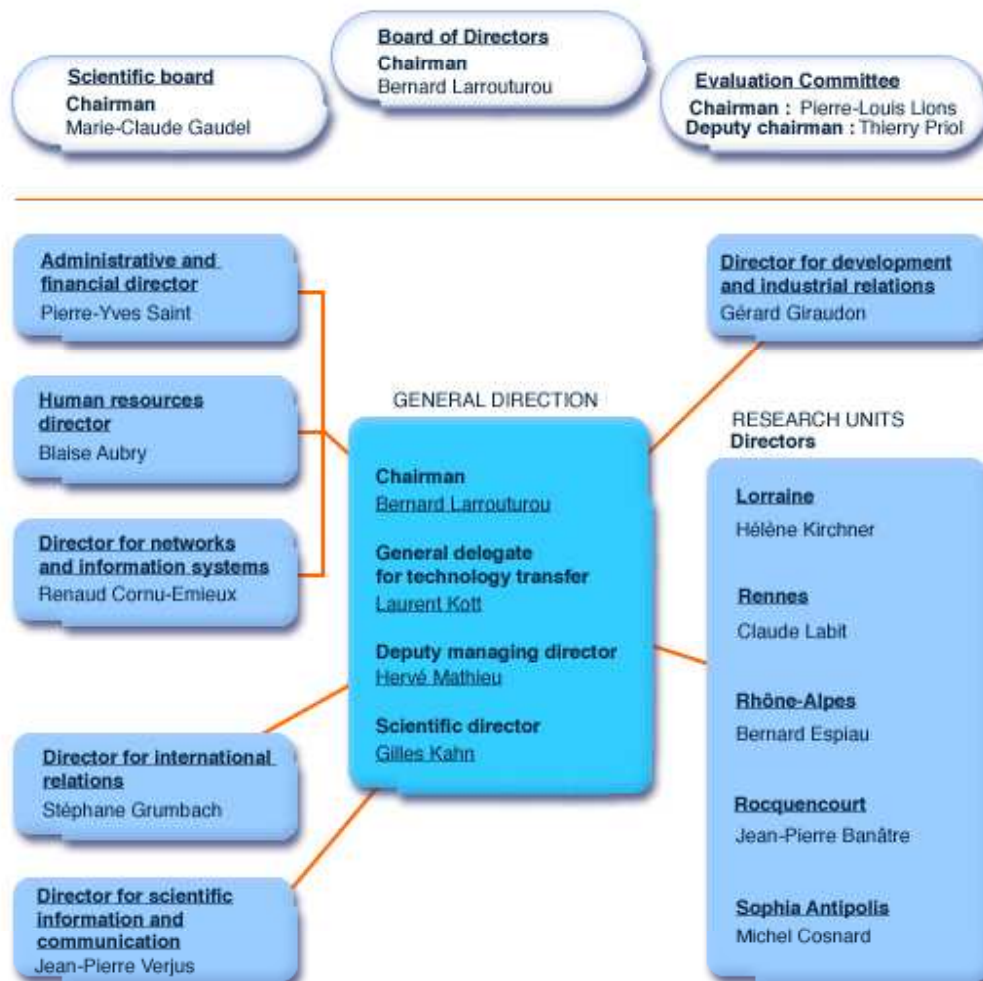 Board of Directors
Chairman
Bernard Larrouturou
Scientific board
Chairman
Marie-Claude Gaudel
Evaluation Committee
Chairman : Pierre-Louis Lions
Deputy chairman : Thierry Priol
Administrative and
financial director
Pierre-Yves Saint
Human resources
director
Blaise Aubry
Director for networks
and information systems
Renaud Cornu-Emieux
Director for international
relations
Stéphane Grumbach
Director for scientific
information and
communication
Jean-Pierre Verjus
GENERAL DIRECTION
Chairman
Bernard Larrouturou
General delegate
for technology transfer
Laurent Kott
Deputy managing director
Hervé Mathieu
Scientific director
Gilles Kahn
Director for development
and industrial relations
Gérard Giraudon
RESEARCH UNITS
Directors
Lorraine
Hélène Kirchner
Rennes
Claude Labit
Rhône-Alpes
Bernard Espiau
Rocquencourt
Jean-Pierre Banâtre
Sophia Antipolis
Michel Cosnard